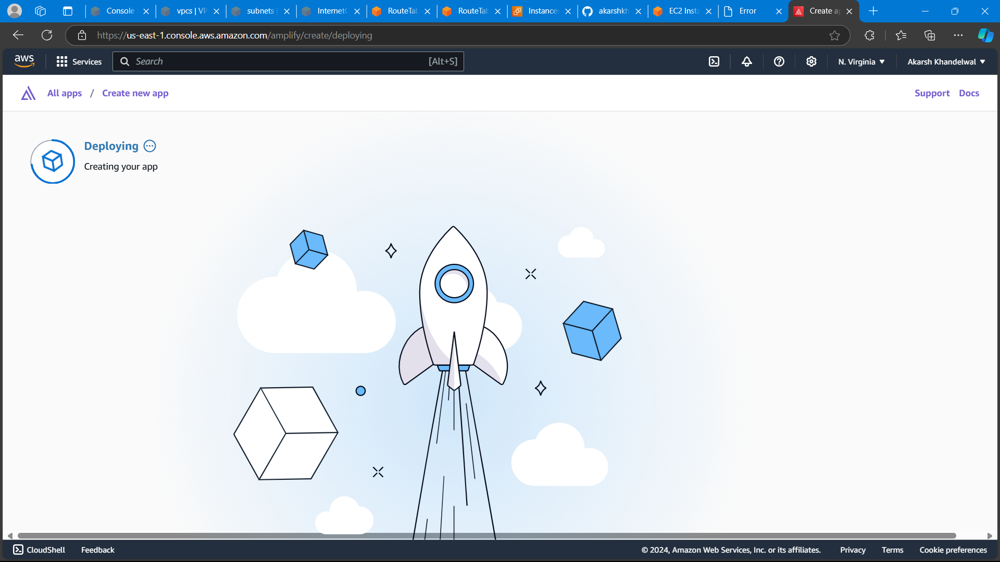 Console
vpcs | VP
subnets |
Internet
RouteTab
RouteTab
Instances
akarshkh
EC2 Insta
Error
Create ap
https://us-east-1.console.aws.amazon.com/amplify/create/deploying
aws
Services
Search
[Alt+S]
N. Virginia
Akarsh Khandelwal
All apps / Create new app
Support
Docs
Deploying
Creating your app
CloudShell
Feedback
© 2024, Amazon Web Services, Inc. or its affiliates.
Privacy
Terms
Cookie preferences